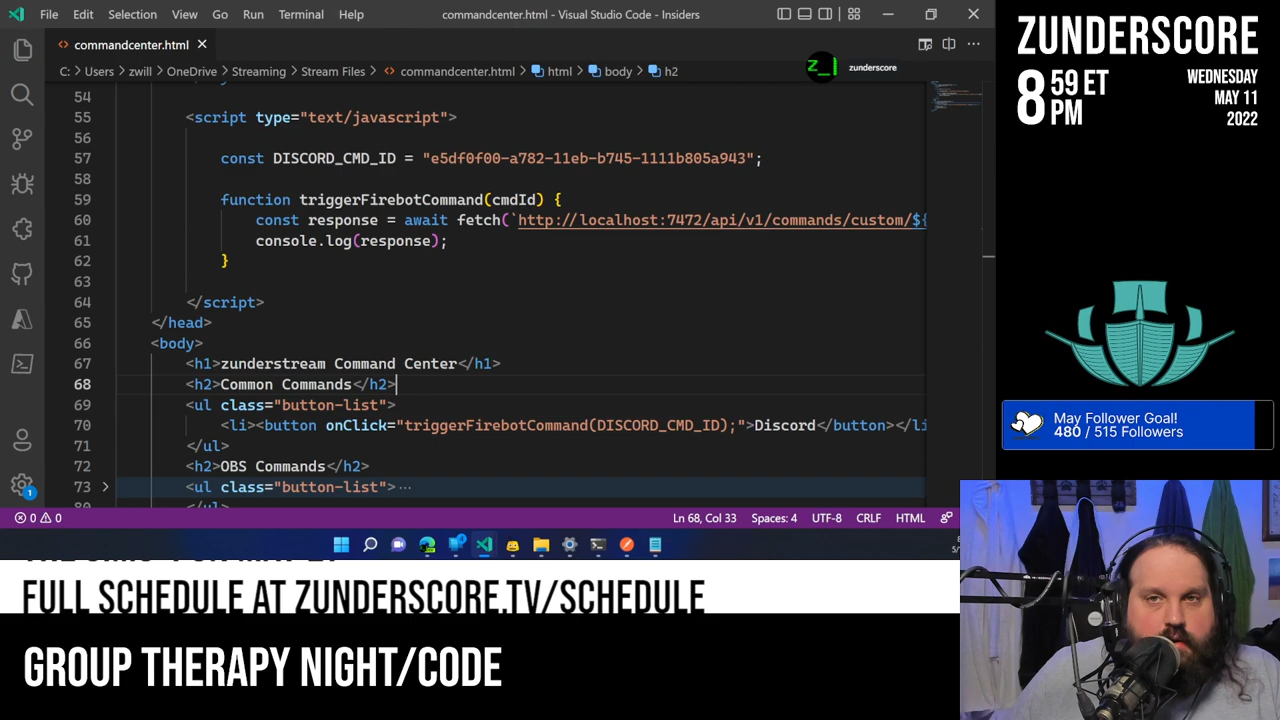 File Edit Selection View Go Run Terminal Help
commandcenter.html - Visual Studio Code - Insiders
commandcenter.html
C: > Users > zwill > OneDrive > Streaming > Stream Files > commandcenter.html > html > body > h2
z_] zunderscore
54
55 <script type="text/javascript">
56
57 const DISCORD_CMD_ID = "e5df0f00-a782-11eb-b745-1111b805a943";
58
59 function triggerFirebotCommand(cmdId) {
60 const response = await fetch(`http://localhost:7472/api/v1/commands/custom/${
61 console.log(response);
62 }
63
64 </script>
65 </head>
66 <body>
67 <h1>zunderstream Command Center</h1>
68 <h2>Common Commands</h2>
69 <ul class="button-list">
70 <li><button onClick="triggerFirebotCommand(DISCORD_CMD_ID);">Discord</button></li
71 </ul>
72 <h2>OBS Commands</h2>
73 <ul class="button-list">···
80 </ul>
0 0 Ln 68, Col 33 Spaces: 4 UTF-8 CRLF HTML
1
FULL SCHEDULE AT ZUNDERSCORE.TV/SCHEDULE
GROUP THERAPY NIGHT/CODE
ZUNDERSCORE
8 59 ET
PM
WEDNESDAY
MAY 11
2022
May Follower Goal!
480 / 515 Followers